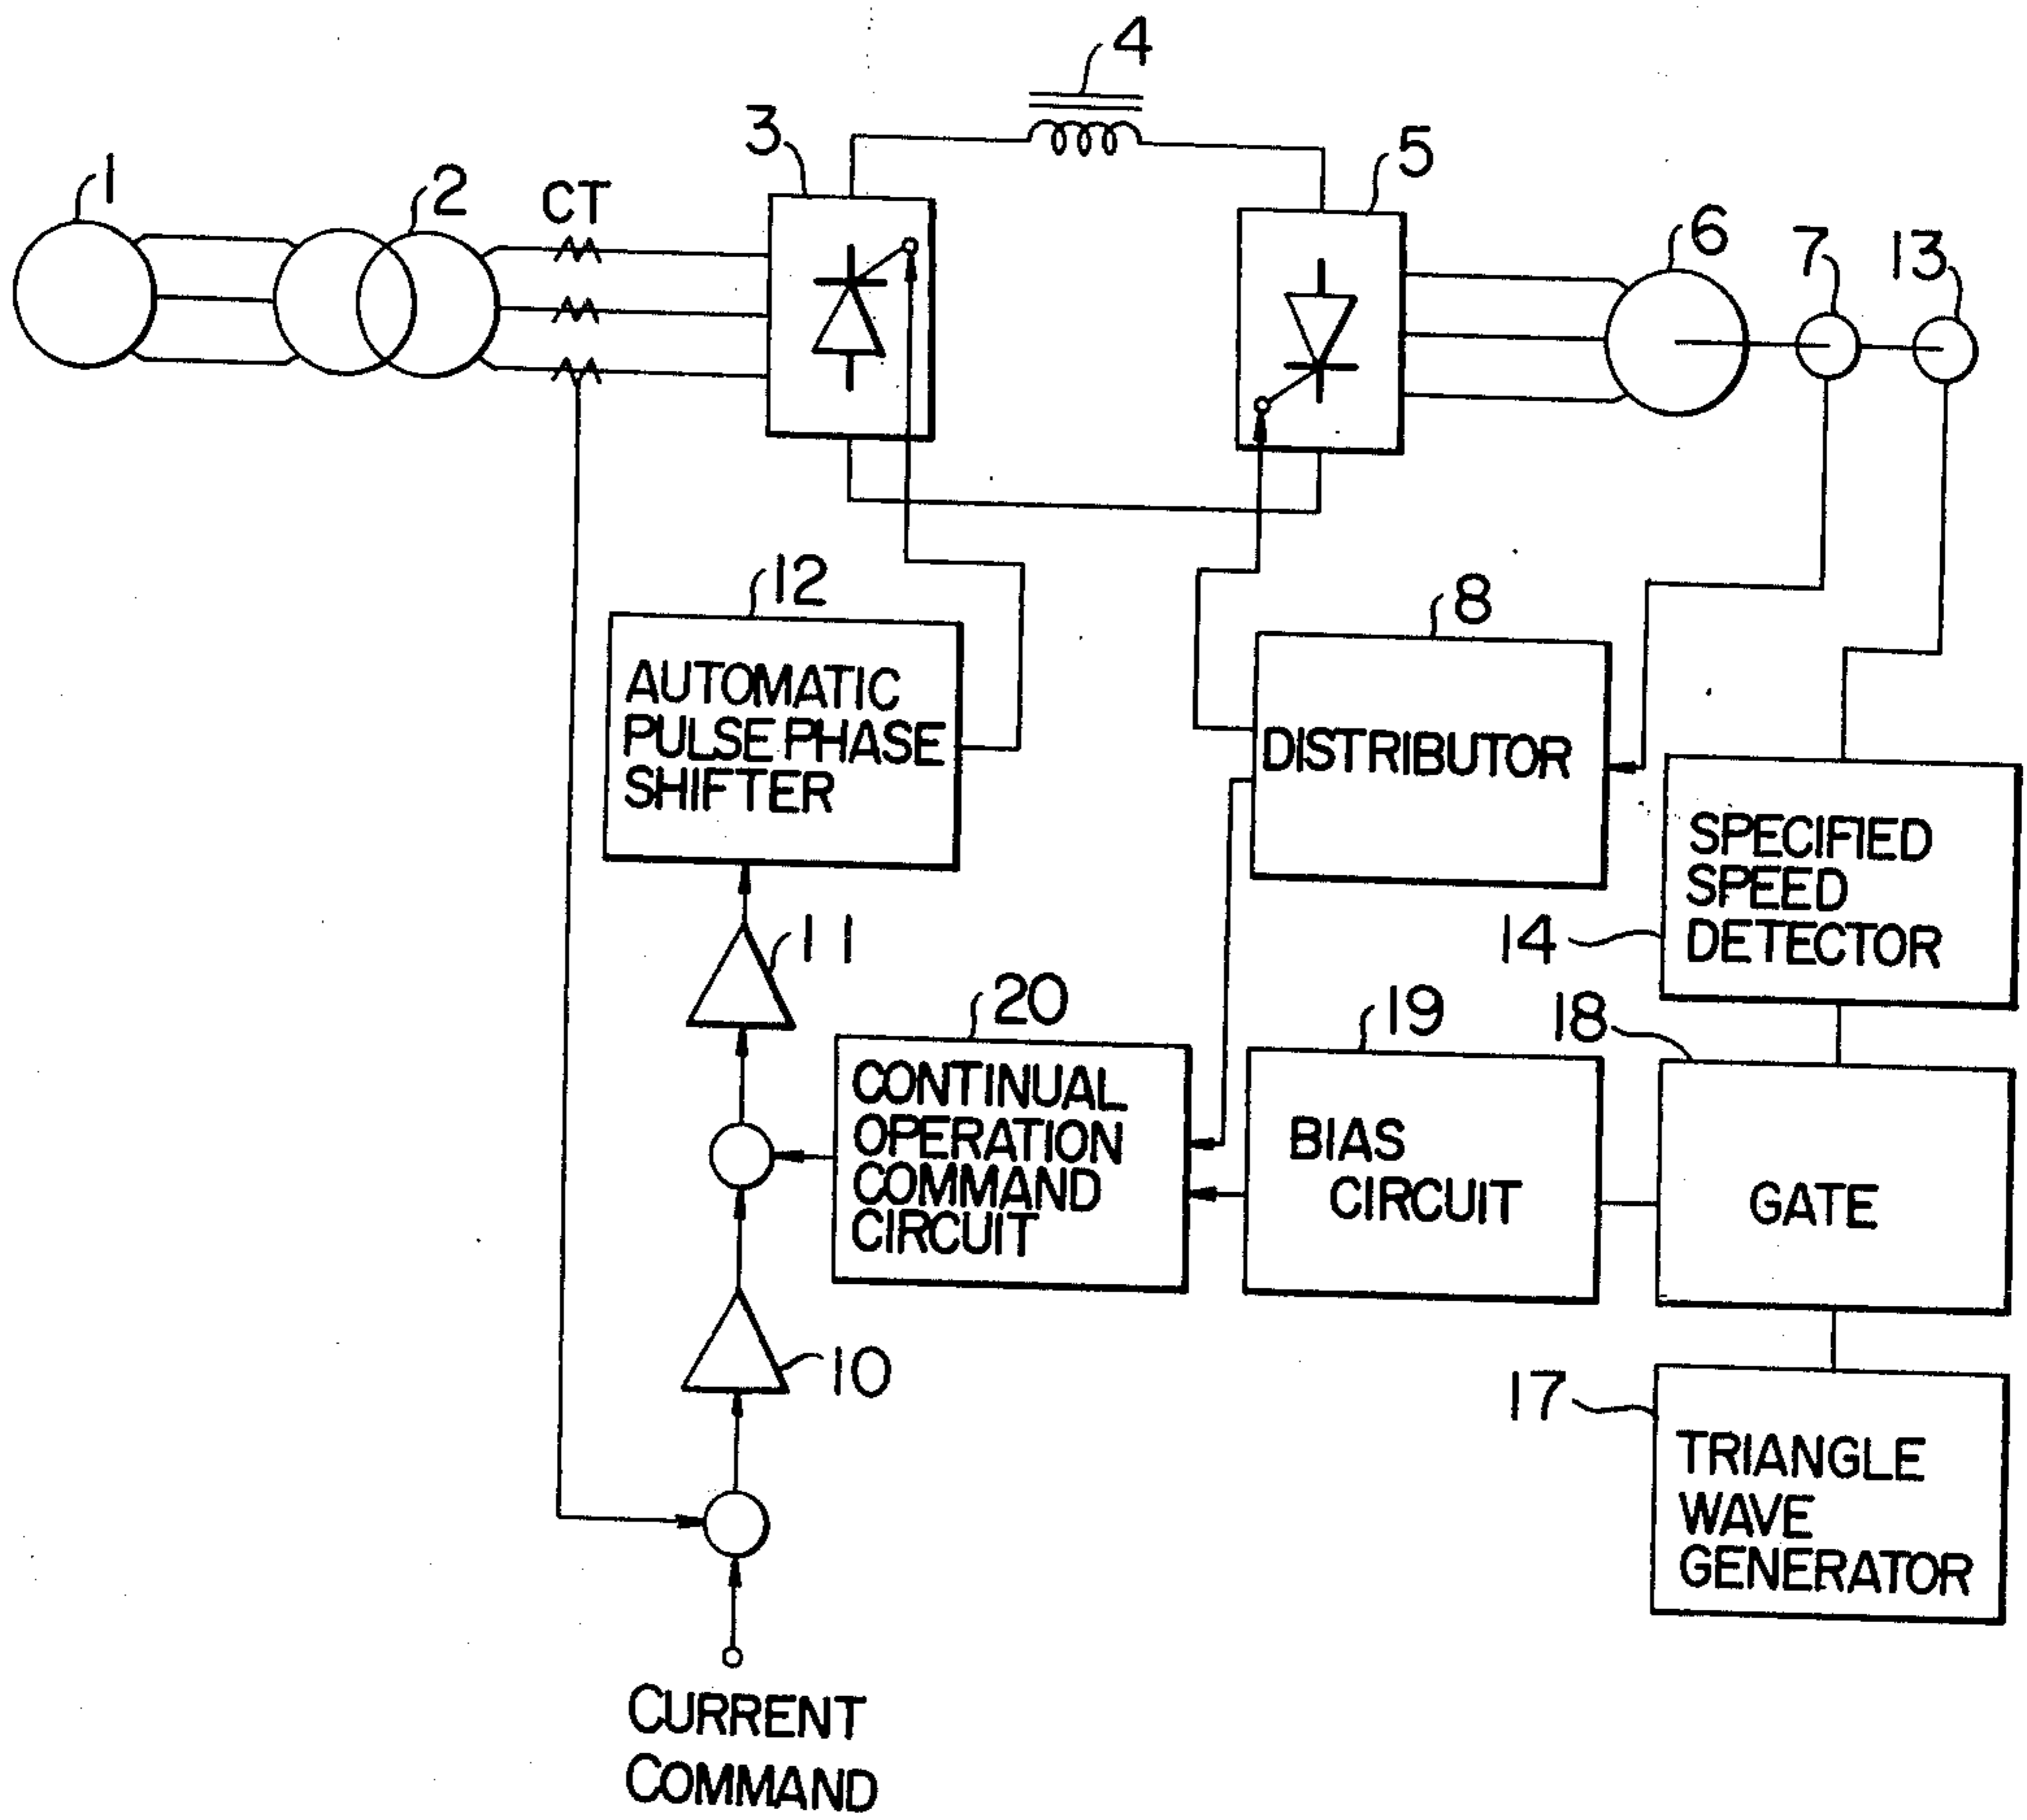 4
3
5
1
2
CT
6
7
13
12
8
AUTOMATIC
PULSE PHASE
SHIFTER
DISTRIBUTOR
SPECIFIED
SPEED
DETECTOR
14
11
20
19
18
CONTINUAL
OPERATION
COMMAND
CIRCUIT
BIAS
CIRCUIT
GATE
10
17
TRIANGLE
WAVE
GENERATOR
CURRENT
COMMAND